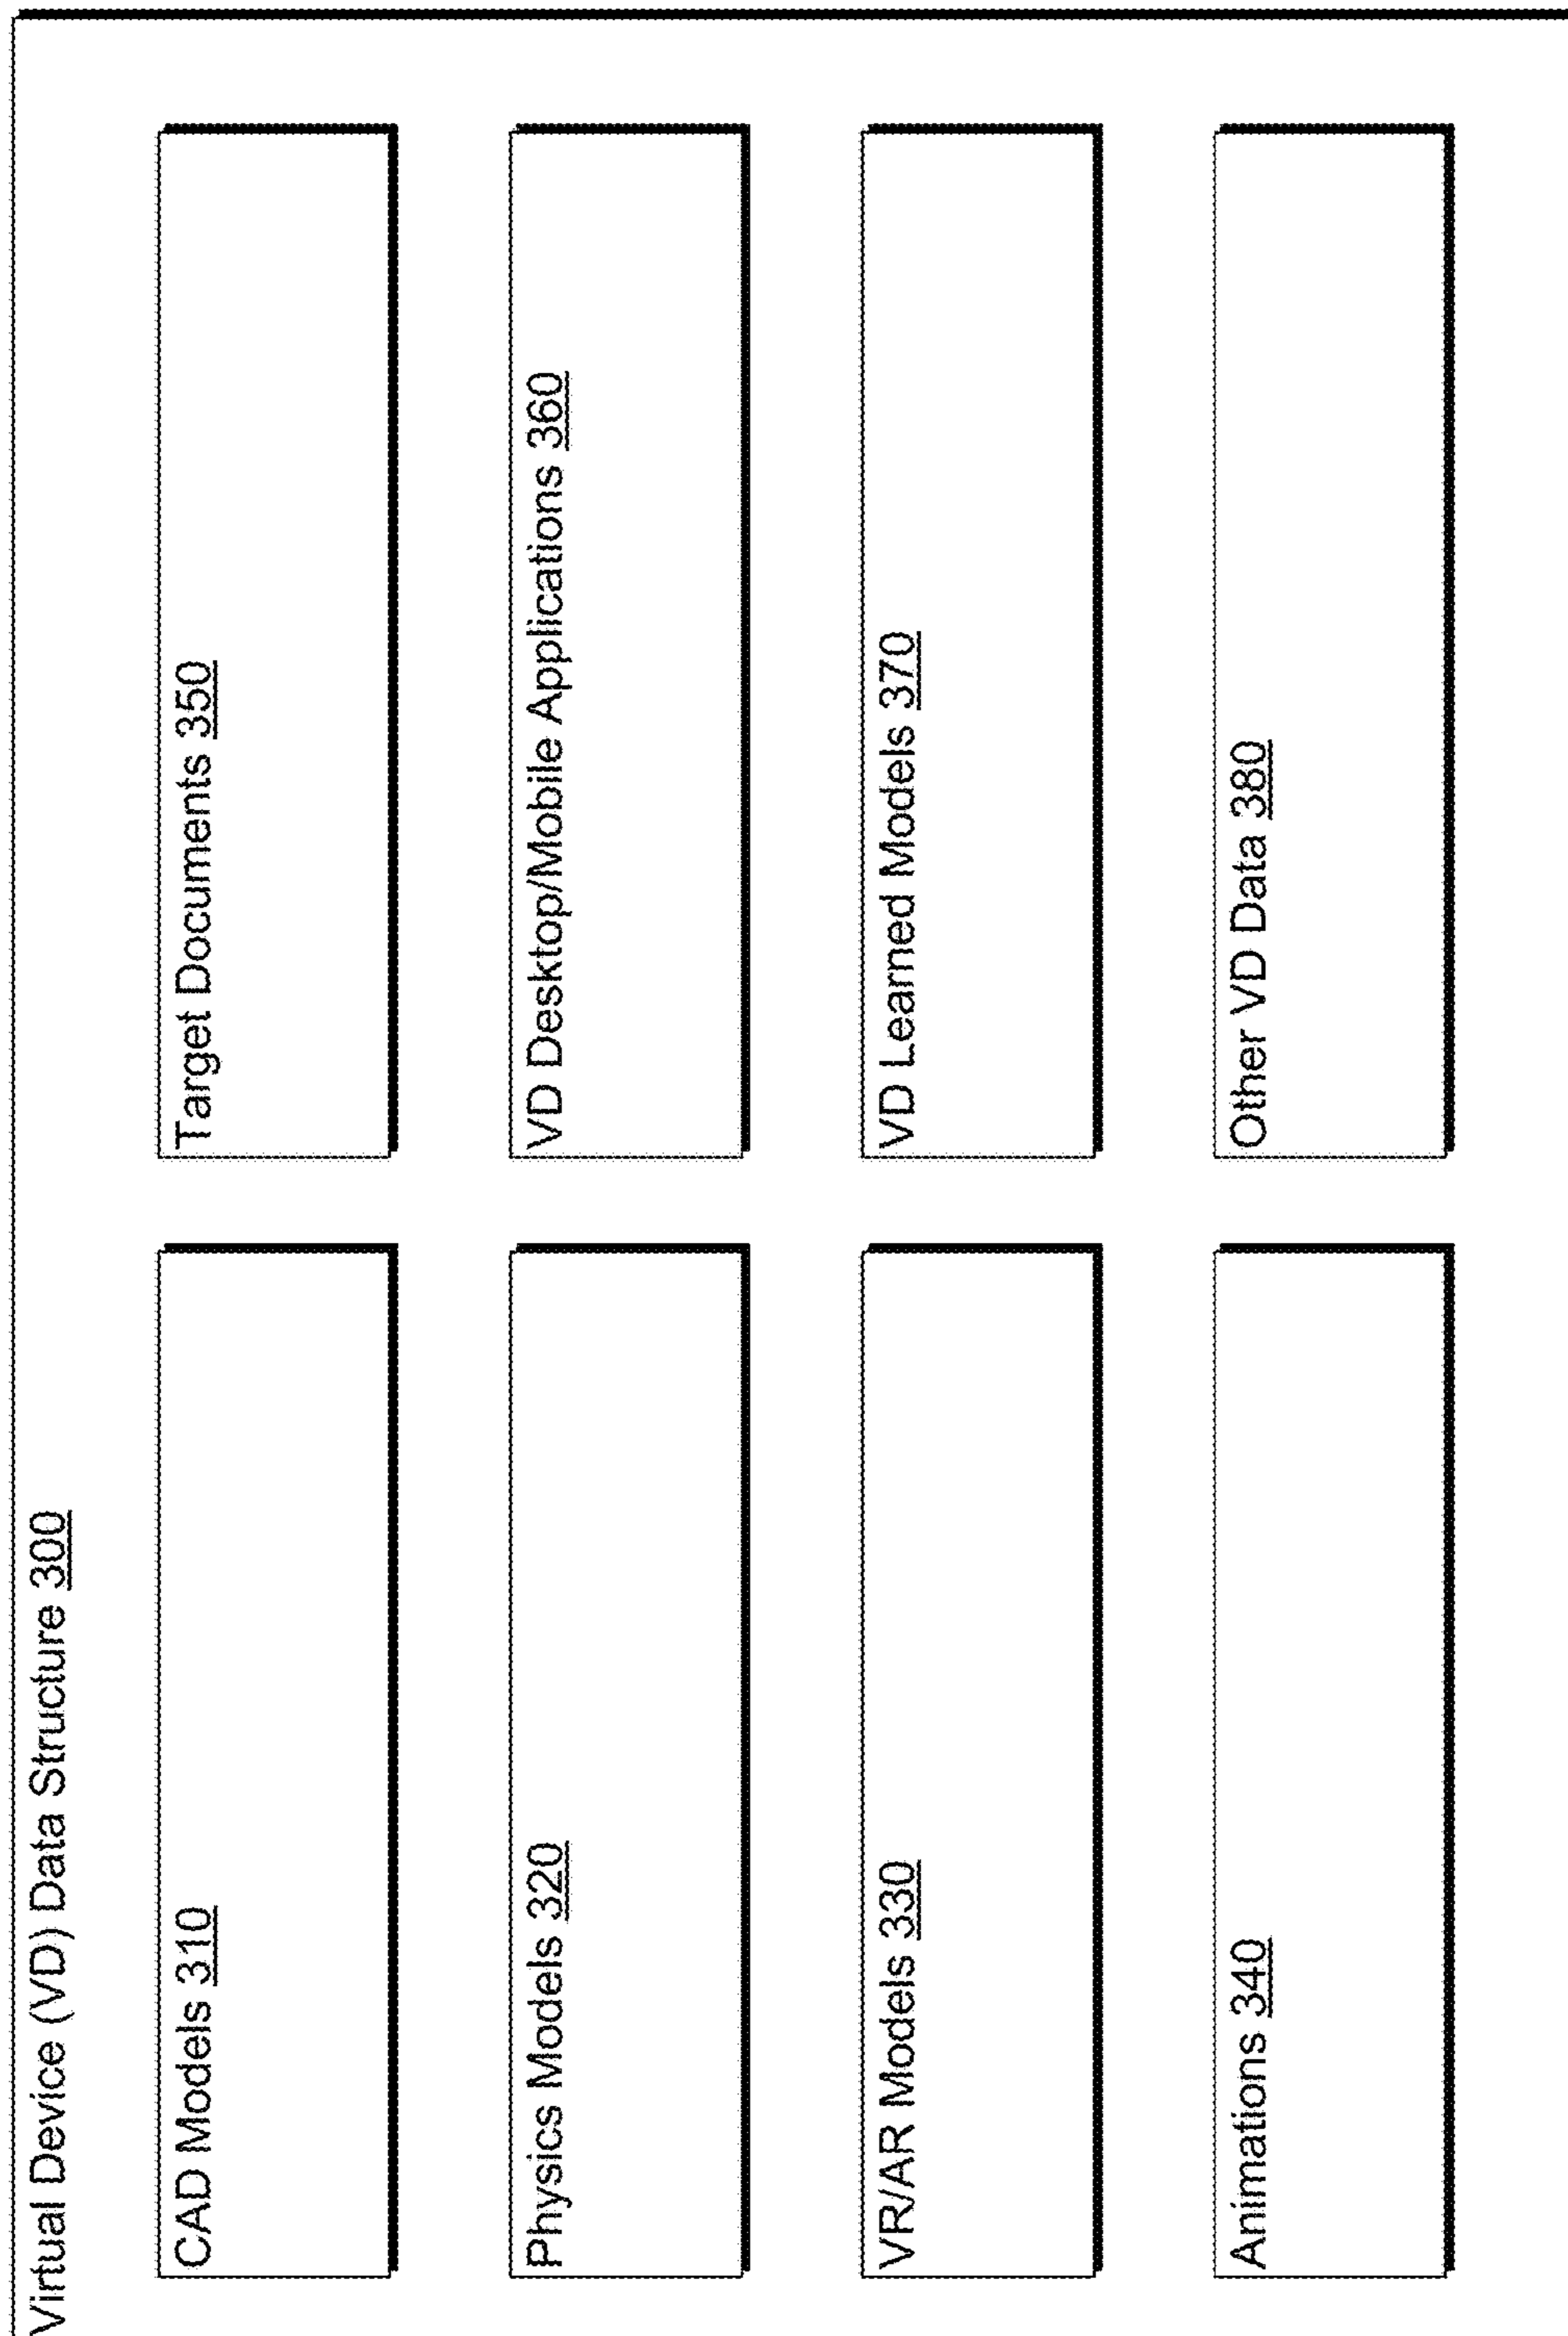 Virtual Device (VD) Data Structure 300
CAD Models 310
Physics Models 320
VR/AR Models 330
Animations 340
Target Documents 350
VD Desktop/Mobile Applications 360
VD Learned Models 370
Other VD Data 380